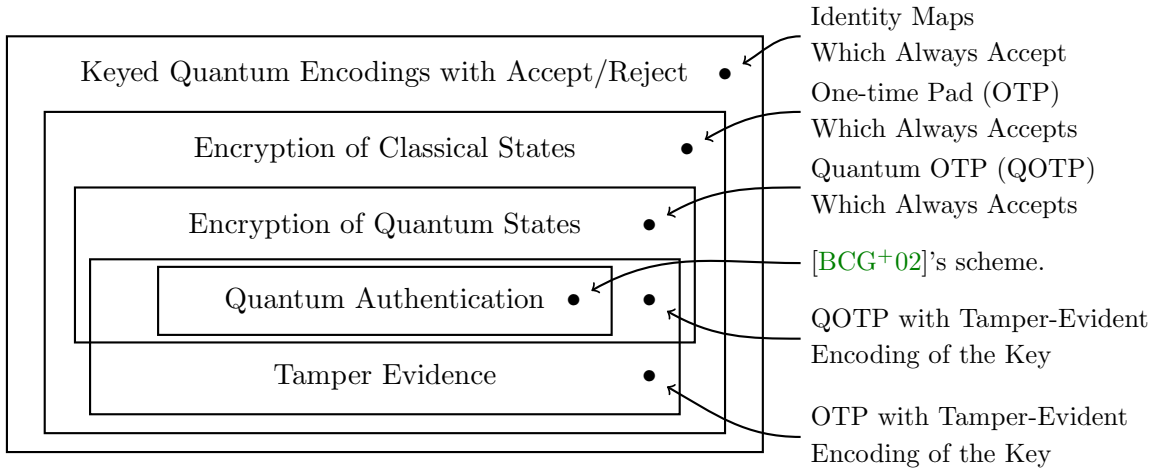 Identity Maps
Which Always Accept
Keyed Quantum Encodings with Accept/Reject
One-time Pad (OTP)
Which Always Accepts
Encryption of Classical States
Quantum OTP (QOTP)
Which Always Accepts
Encryption of Quantum States
[BCG⁺02]'s scheme.
Quantum Authentication
QOTP with Tamper-Evident
Encoding of the Key
Tamper Evidence
OTP with Tamper-Evident
Encoding of the Key